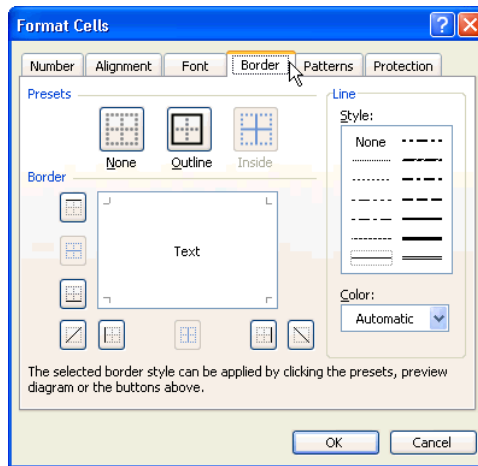 Format Cells
Number Alignment Font Border Patterns Protection
Presets
None Outline Inside
Border
Text
Line
Style:
None
Color:
Automatic
The selected border style can be applied by clicking the presets, preview
diagram or the buttons above.
OK Cancel